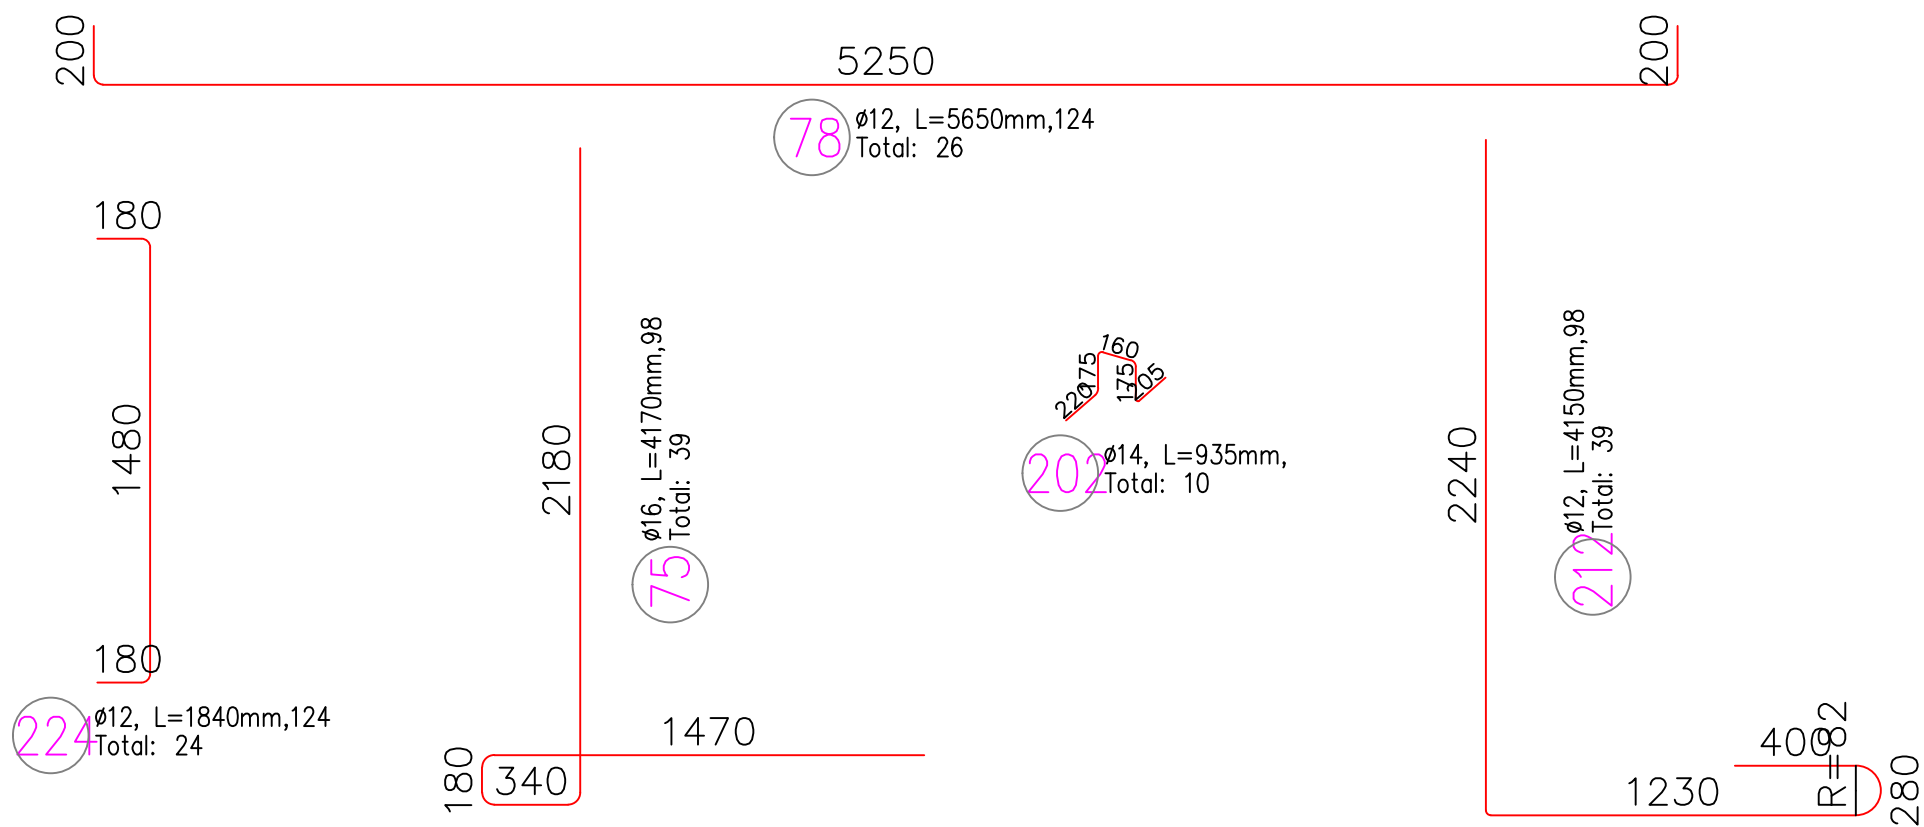 200
5250
200
78
ø12, L=5650mm,124
Total: 26
180
1480
180
224
ø12, L=1840mm,124
Total: 24
2180
ø16, L=4170mm,98
Total: 39
75
1470
180
340
160
175
175
220
205
202
ø14, L=935mm,
Total: 10
2240
ø12, L=4150mm,98
Total: 39
212
400
R=82
1230
280